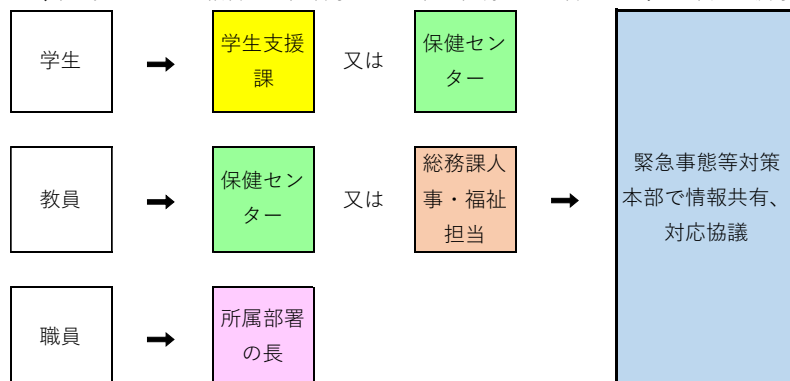 学生
➡
学生支援
課
又は
保健セン
ター
教員
➡
保健セン
ター
又は
総務課人
事・福祉
担当
➡
緊急事態等対策
本部で情報共有、
対応協議
職員
➡
所属部署
の長